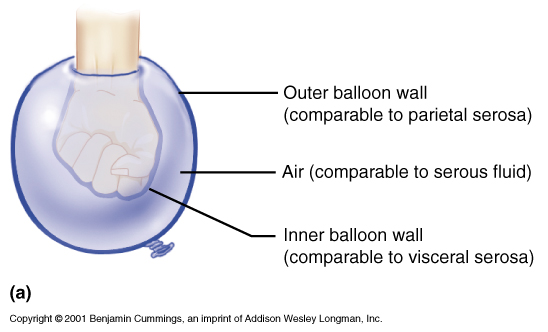 Outer balloon wall
(comparable to parietal serosa)
Air (comparable to serous fluid)
Inner balloon wall
(comparable to visceral serosa)
(a)
Copyright © 2001 Benjamin Cummings, an imprint of Addison Wesley Longman, Inc.